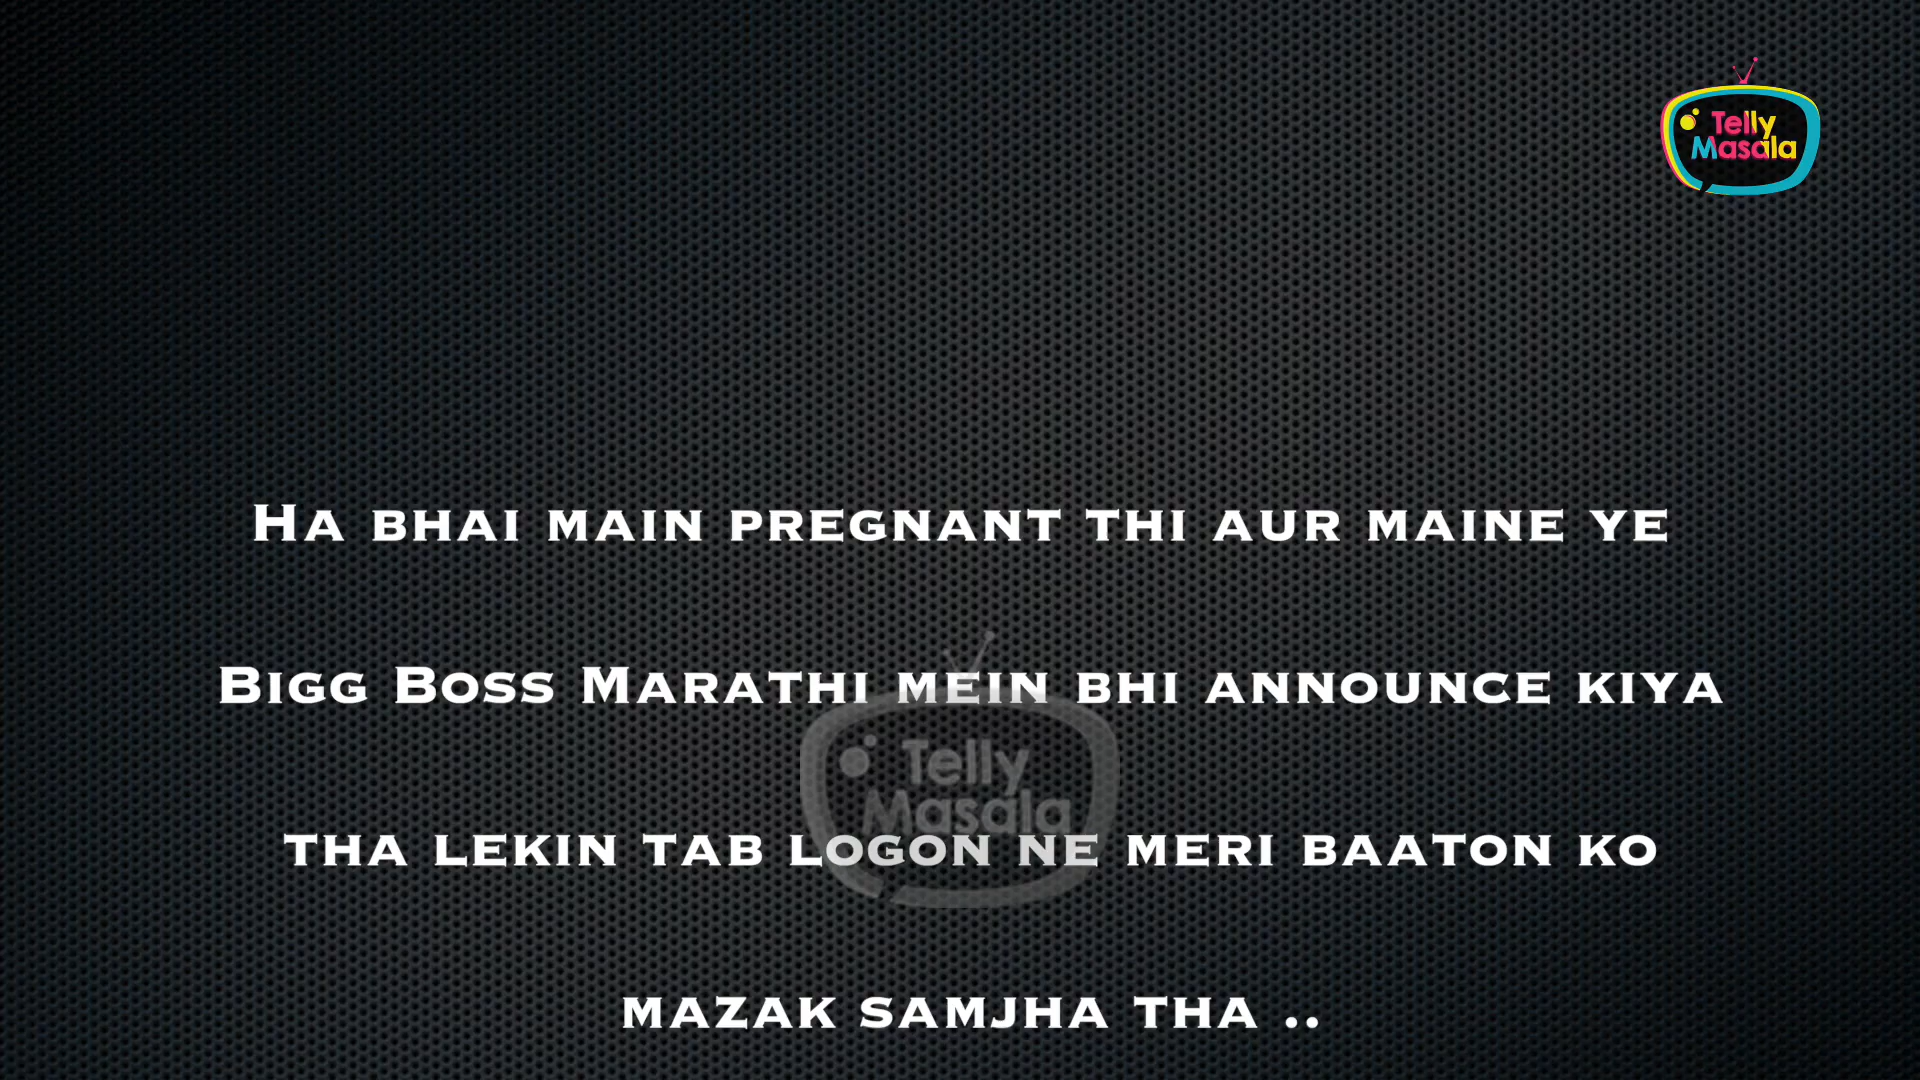 Telly
Masala
Ha bhai main pregnant thi aur maine ye
Bigg Boss Marathi mein bhi announce kiya
Telly
Masala
tha lekin tab logon ne meri baaton ko
mazak samjha tha ..